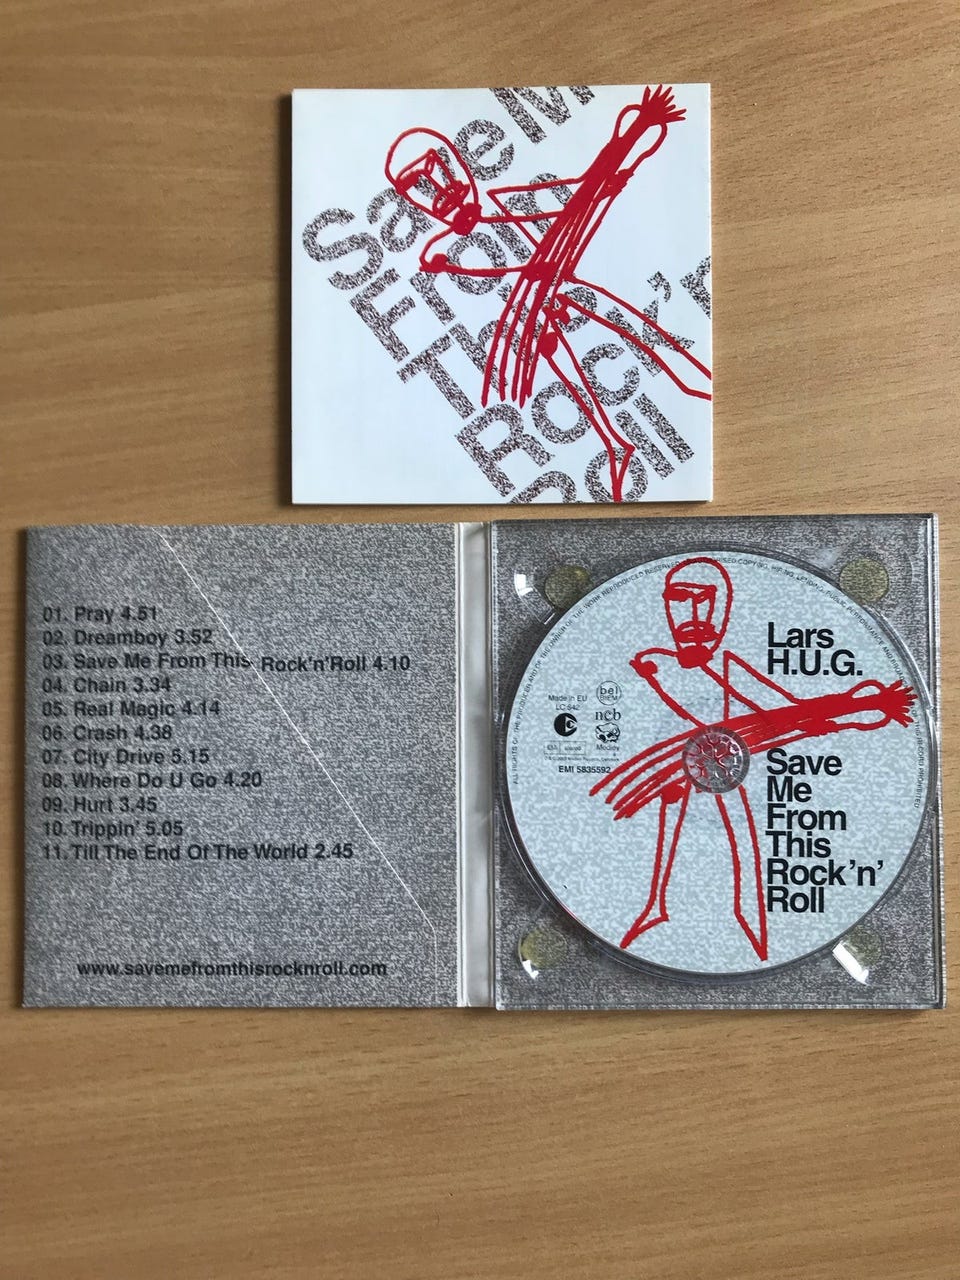 Save M
From
This
Rock'n
Roll
01. Pray 4.51
02. Dreamboy 3.52
03. Save Me From This Rock'n'Roll 4.10
04. Chain 3.34
05. Real Magic 4.14
06. Crash 4.38
07. City Drive 5.15
08. Where Do U Go 4.20
09. Hurt 3.45
10. Trippin' 5.05
11. Till The End Of The World 2.45
www.savemefromthisrocknroll.com
Lars
H.U.G.
Made in EU
LC 542
bel
BIEM
ncb
Medley
EMI 5835592
Save
Me
From
This
Rock'n'
Roll